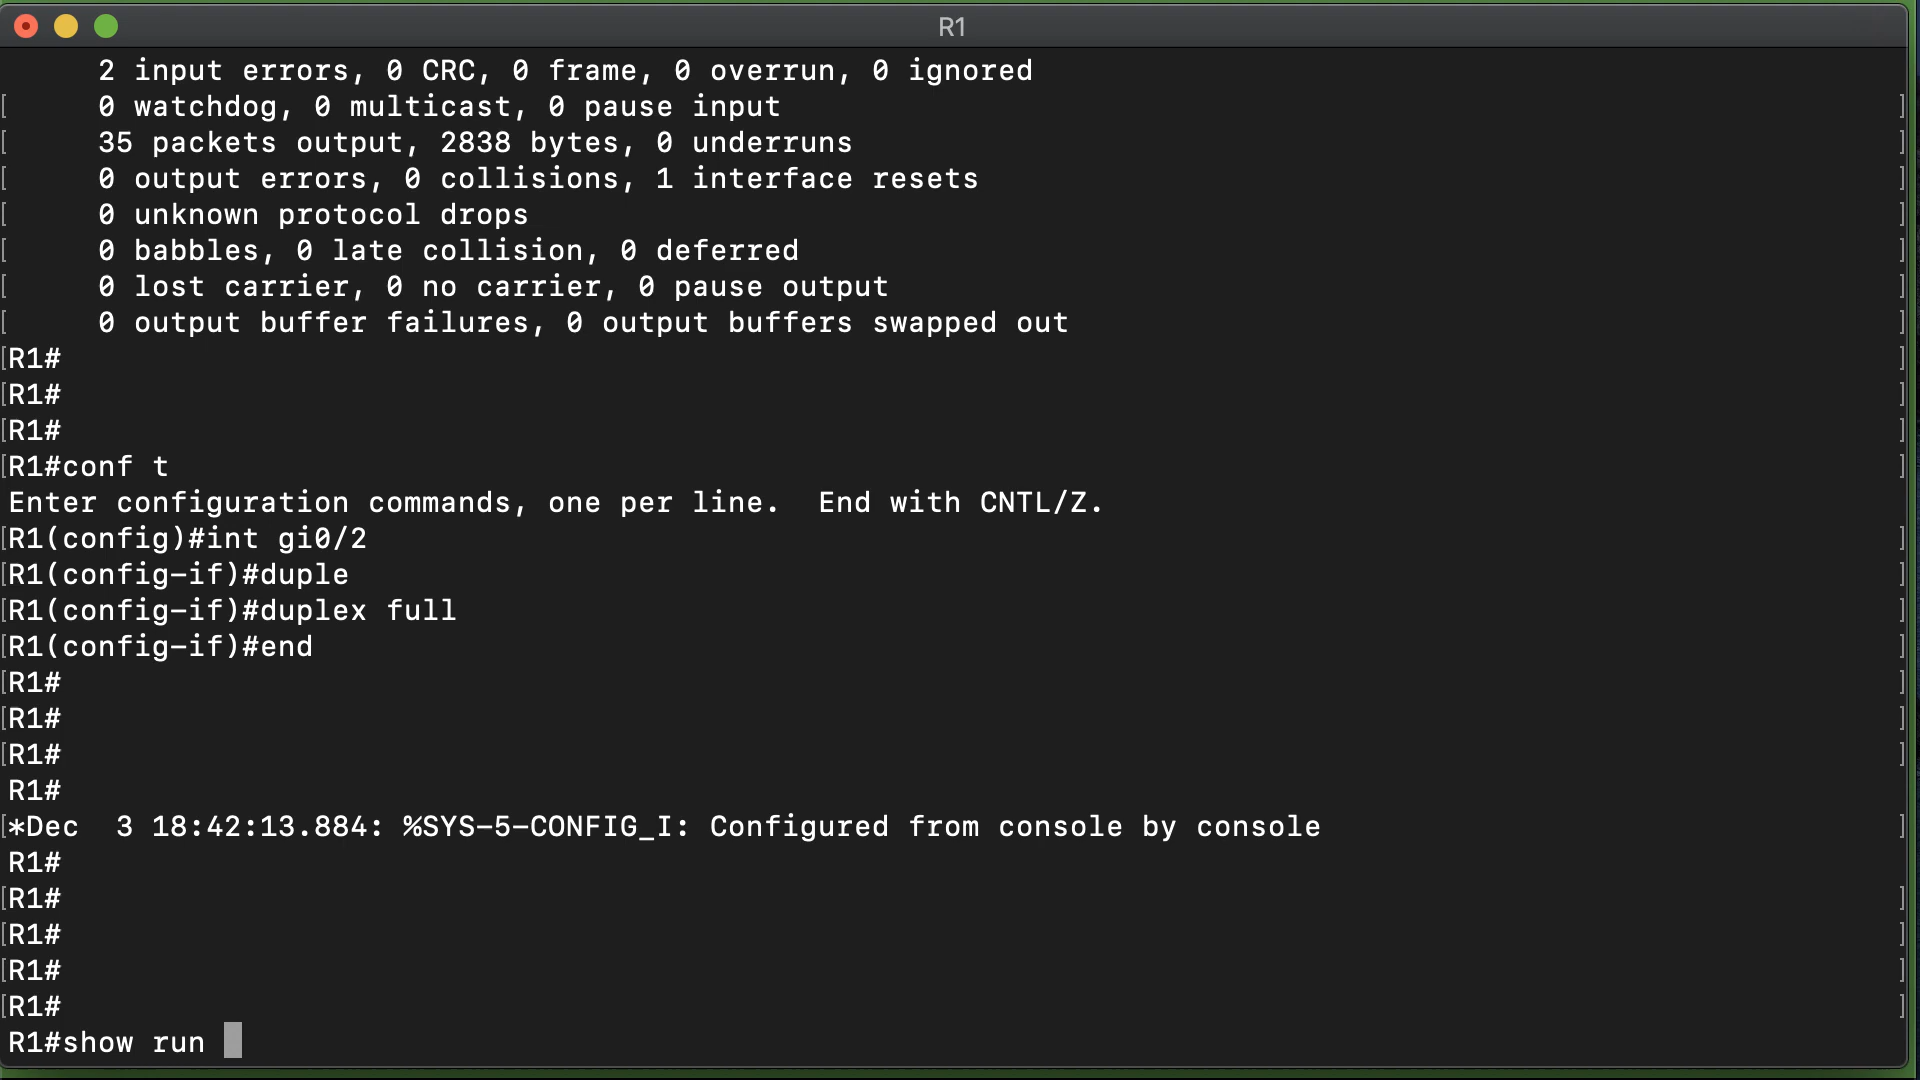 R1
2 input errors, 0 CRC, 0 frame, 0 overrun, 0 ignored
[     0 watchdog, 0 multicast, 0 pause input ]
[     35 packets output, 2838 bytes, 0 underruns ]
[     0 output errors, 0 collisions, 1 interface resets ]
[     0 unknown protocol drops ]
[     0 babbles, 0 late collision, 0 deferred ]
[     0 lost carrier, 0 no carrier, 0 pause output ]
[     0 output buffer failures, 0 output buffers swapped out ]
[R1# ]
[R1# ]
[R1# ]
[R1#conf t ]
Enter configuration commands, one per line.  End with CNTL/Z.
[R1(config)#int gi0/2 ]
[R1(config-if)#duple ]
[R1(config-if)#duplex full ]
[R1(config-if)#end ]
[R1# ]
[R1# ]
[R1# ]
R1#
[*Dec  3 18:42:13.884: %SYS-5-CONFIG_I: Configured from console by console ]
R1#
[R1# ]
[R1# ]
[R1# ]
[R1# ]
R1#show run